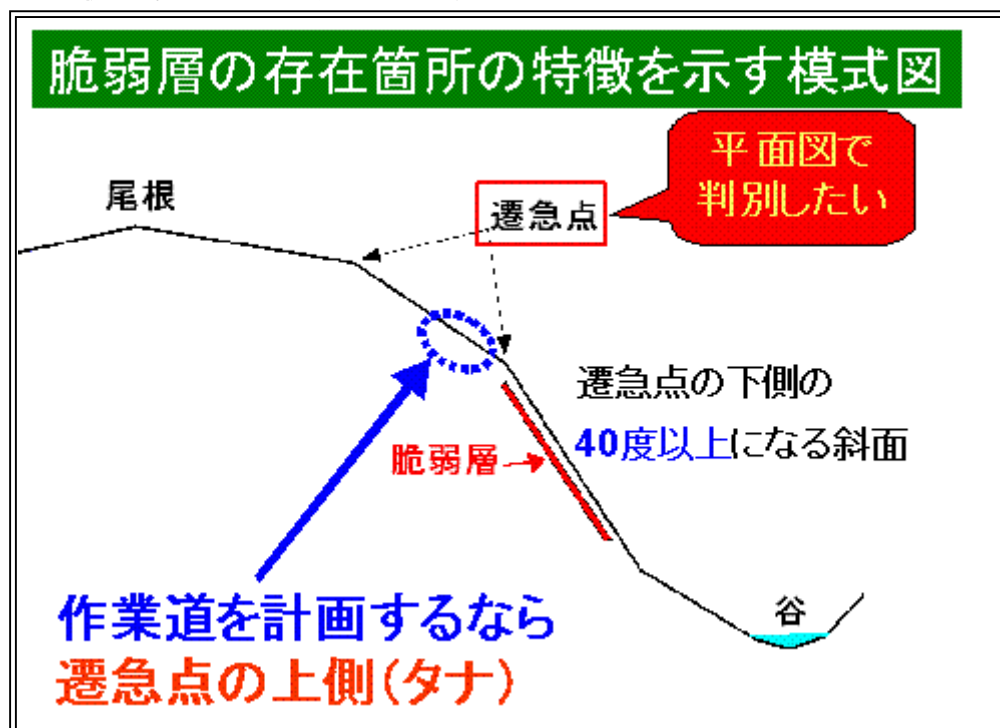 脆弱層の存在箇所の特徴を示す模式図
平面図で
判別したい
尾根
遷急点
遷急点の下側の
40度以上になる斜面
脆弱層
作業道を計画するなら
遷急点の上側(タナ)
谷